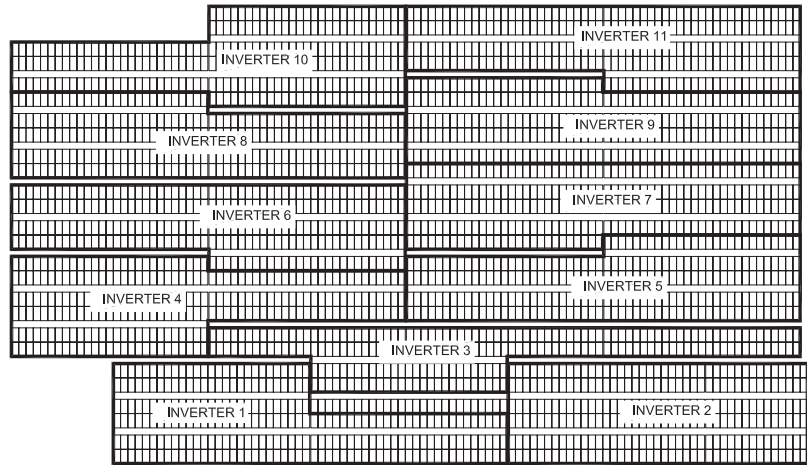 INVERTER 11
INVERTER 10
INVERTER 9
INVERTER 8
INVERTER 7
INVERTER 6
INVERTER 5
INVERTER 4
INVERTER 3
INVERTER 1
INVERTER 2